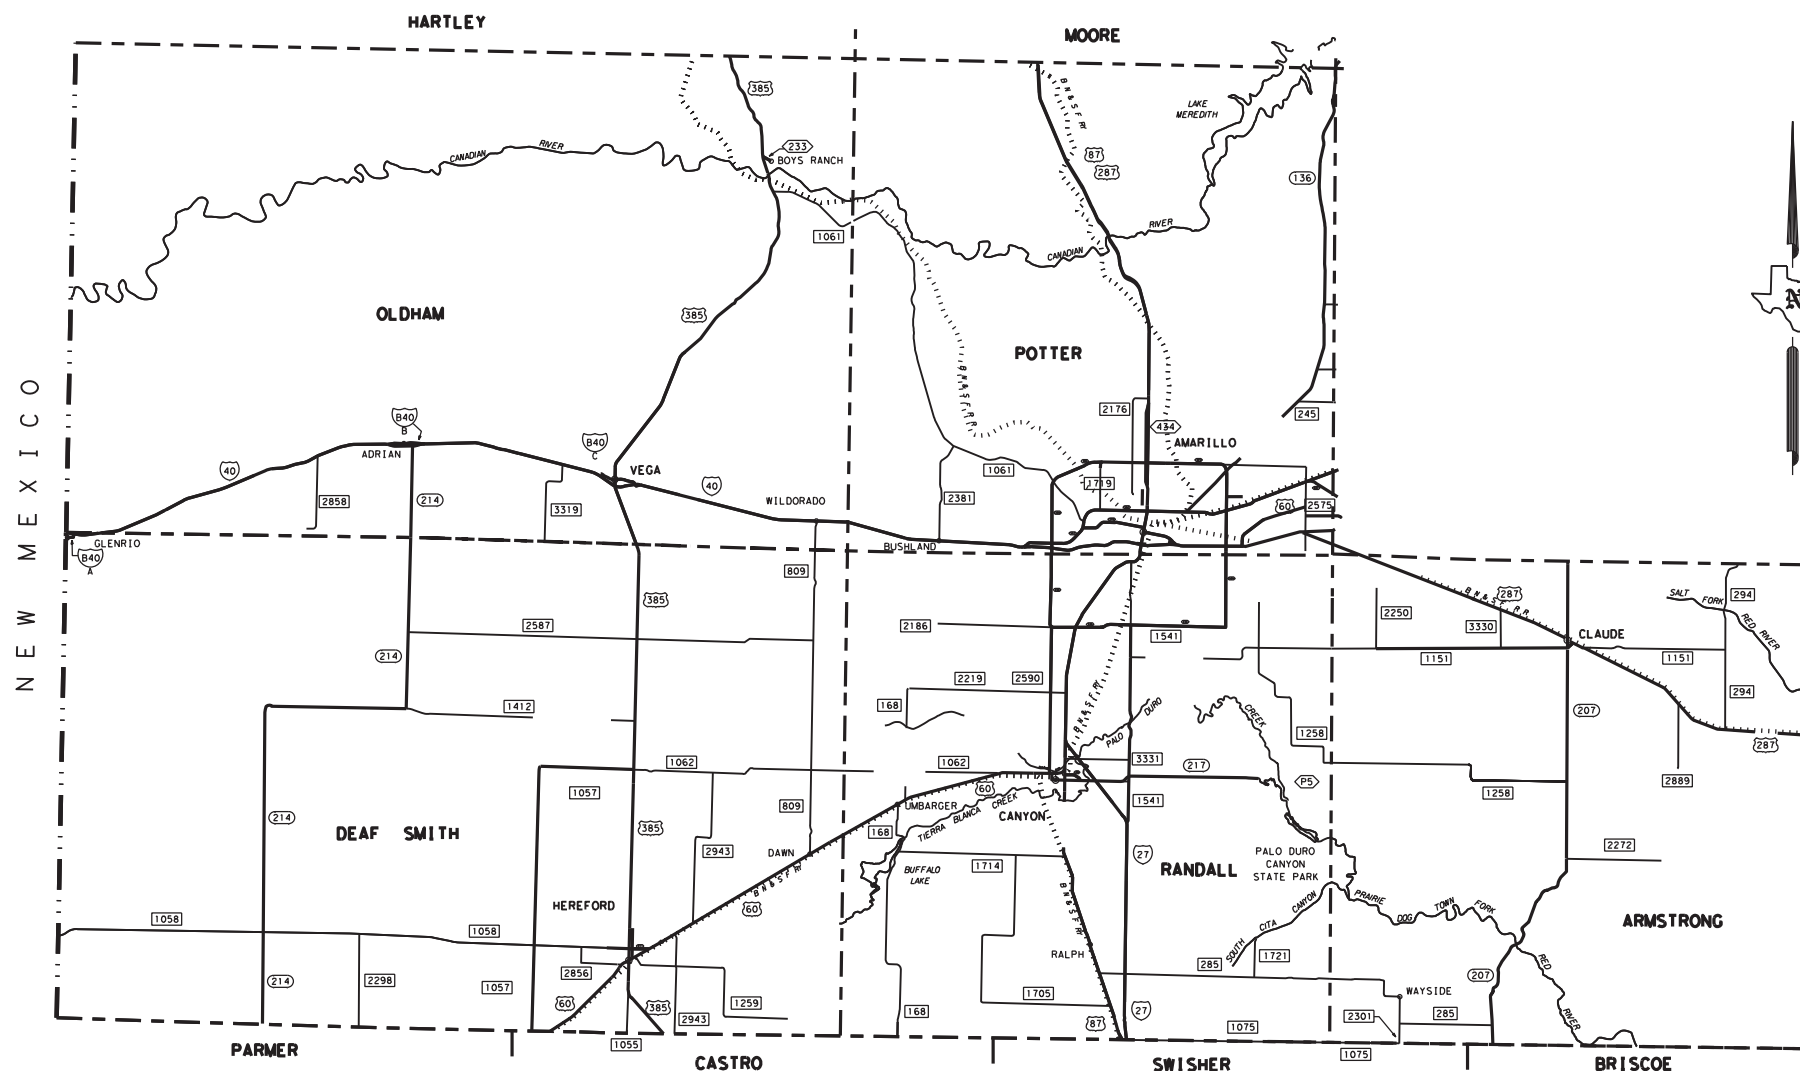 HARTLEY
MOORE
385
B N & S F RY
LAKE
MEREDITH
233
BOYS RANCH
CANADIAN
RIVER
87
287
136
1061
RIVER
CANADIAN
OLDHAM
385
POTTER
N
NEW MEXICO
B N & S F R R
2176
434
245
AMARILLO
B40
B
ADRIAN
B40
C
VEGA
40
40
WILDORADO
1061
1719
2858
214
3319
2381
60
2575
GLENRIO
B40
A
BUSHLAND
809
385
2587
2186
1541
2250
3330
B N & S F R R
287
CLAUDE
SALT
FORK
RED RIVER
294
214
1151
1151
2219
2590
168
1412
B N & S F RY
PALO
DURO
CREEK
1258
207
294
287
1062
1062
3331
217
P5
2889
1057
809
60
1541
1258
UMBARGER
TIERRA BLANCA CREEK
CANYON
214
DEAF SMITH
385
168
2943
DAWN
1714
27
RANDALL
PALO DURO
CANYON
STATE PARK
2272
BUFFALO
LAKE
B N & S F RY
60
HEREFORD
B N & S F RY
PRAIRIE
DOG
TOWN
FORK
ARMSTRONG
1058
1058
SOUTH
CITA
CANYON
RALPH
285
1721
RED
RIVER
214
2298
1057
2856
207
WAYSIDE
60
385
1259
2943
1705
168
87
27
2301
285
1075
1055
1075
PARMER
CASTRO
SWISHER
BRISCOE